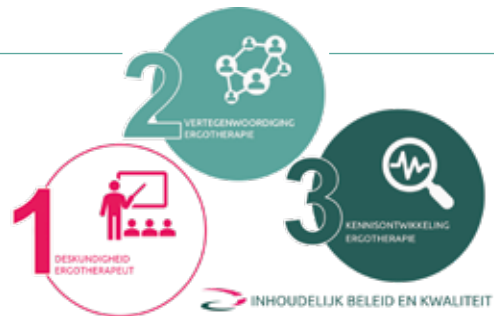 1
DESKUNDIGHEID
ERGOTHERAPEUT
2
VERTEGENWOORDIGING
ERGOTHERAPIE
3
KENNISONTWIKKELING
ERGOTHERAPIE
INHOUDELIJK BELEID EN KWALITEIT